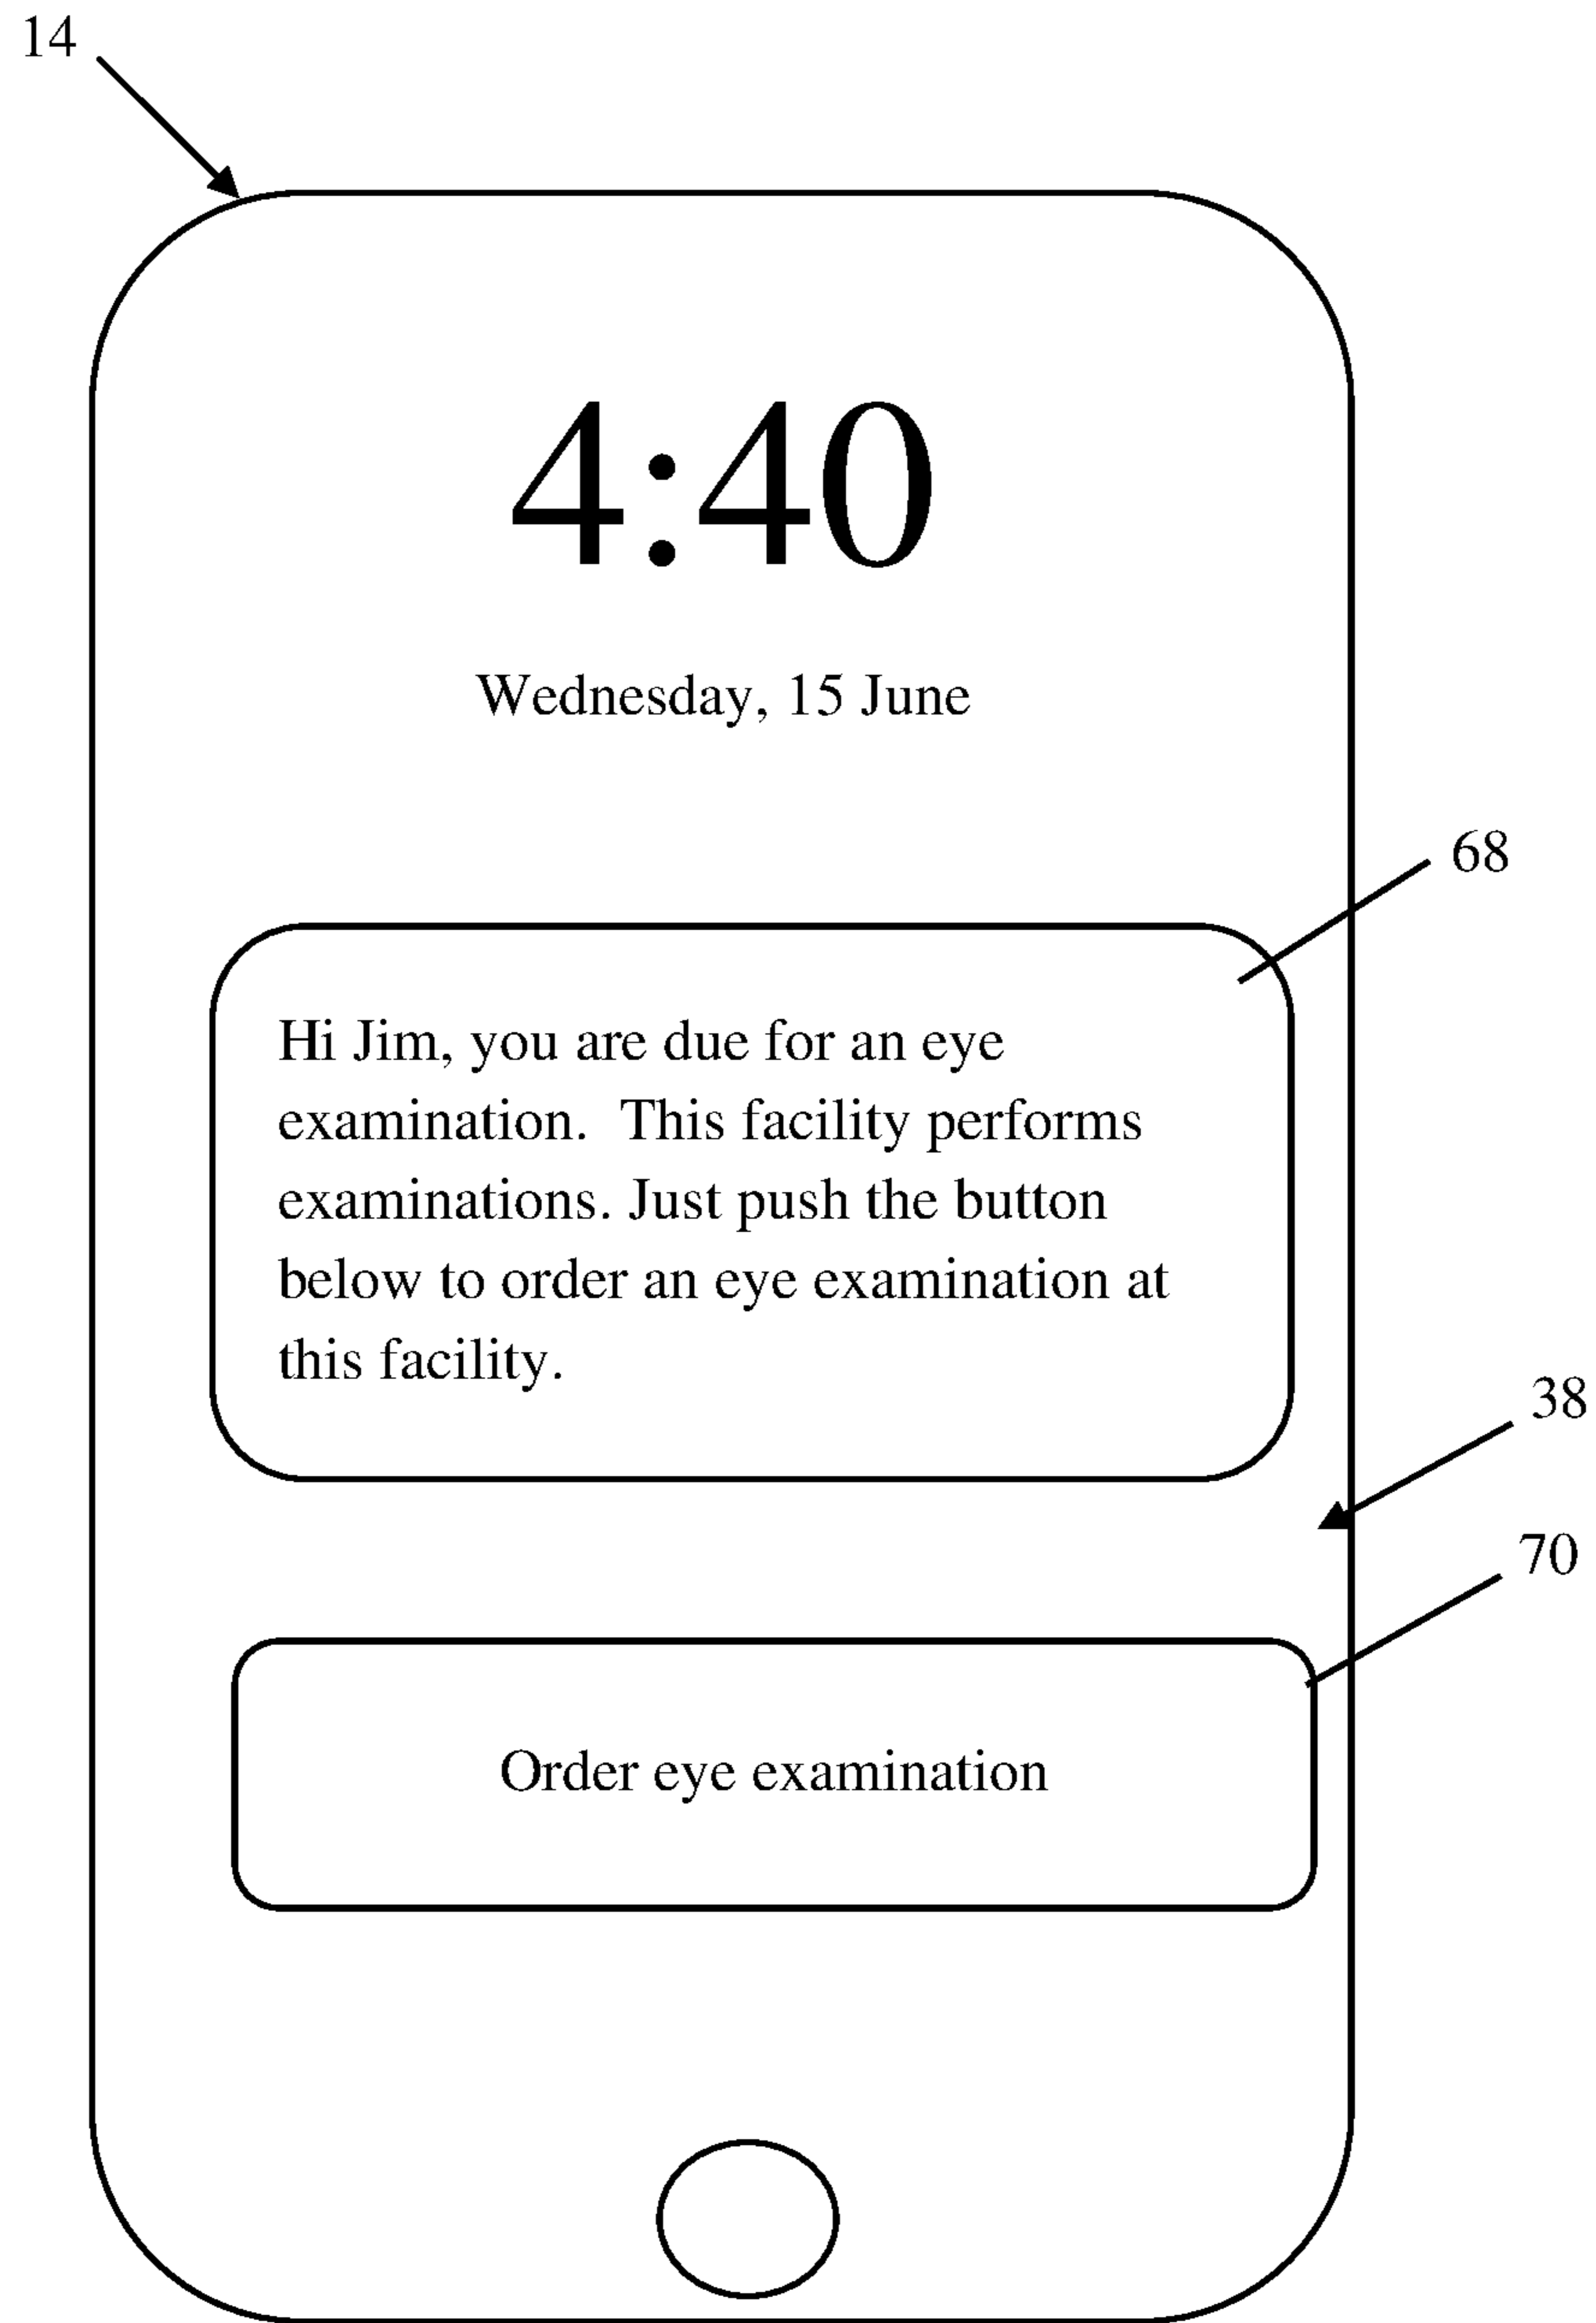 14
4:40
Wednesday, 15 June
68
Hi Jim, you are due for an eye
examination.  This facility performs
examinations. Just push the button
below to order an eye examination at
this facility.
38
70
Order eye examination